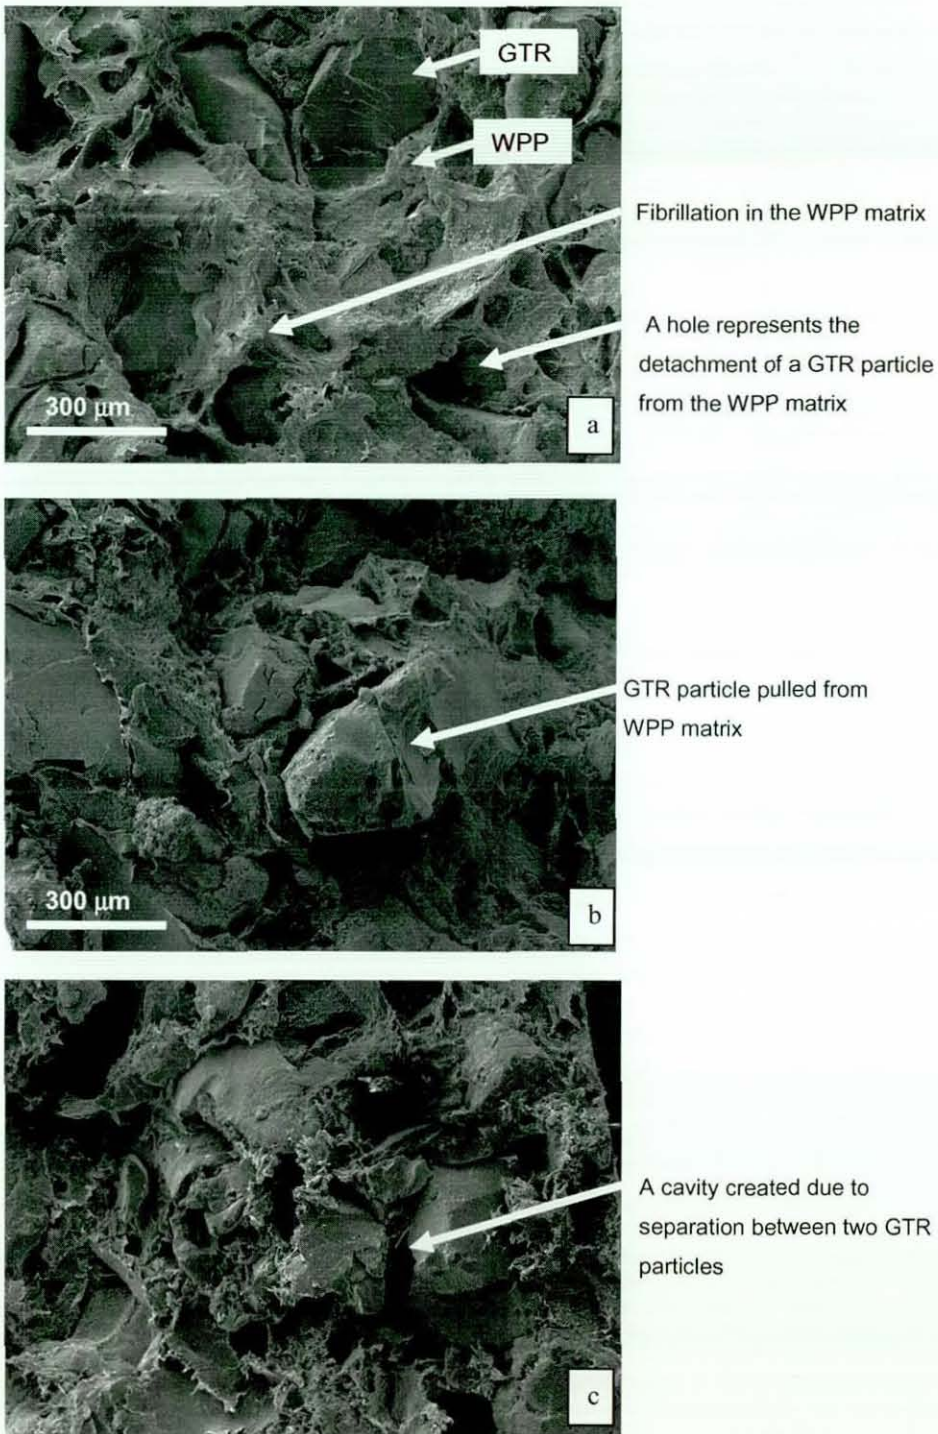 GTR
WPP
Fibrillation in the WPP matrix
A hole represents the
detachment of a GTR particle
from the WPP matrix
300 μm
a
GTR particle pulled from
WPP matrix
300 μm
b
A cavity created due to
separation between two GTR
particles
c